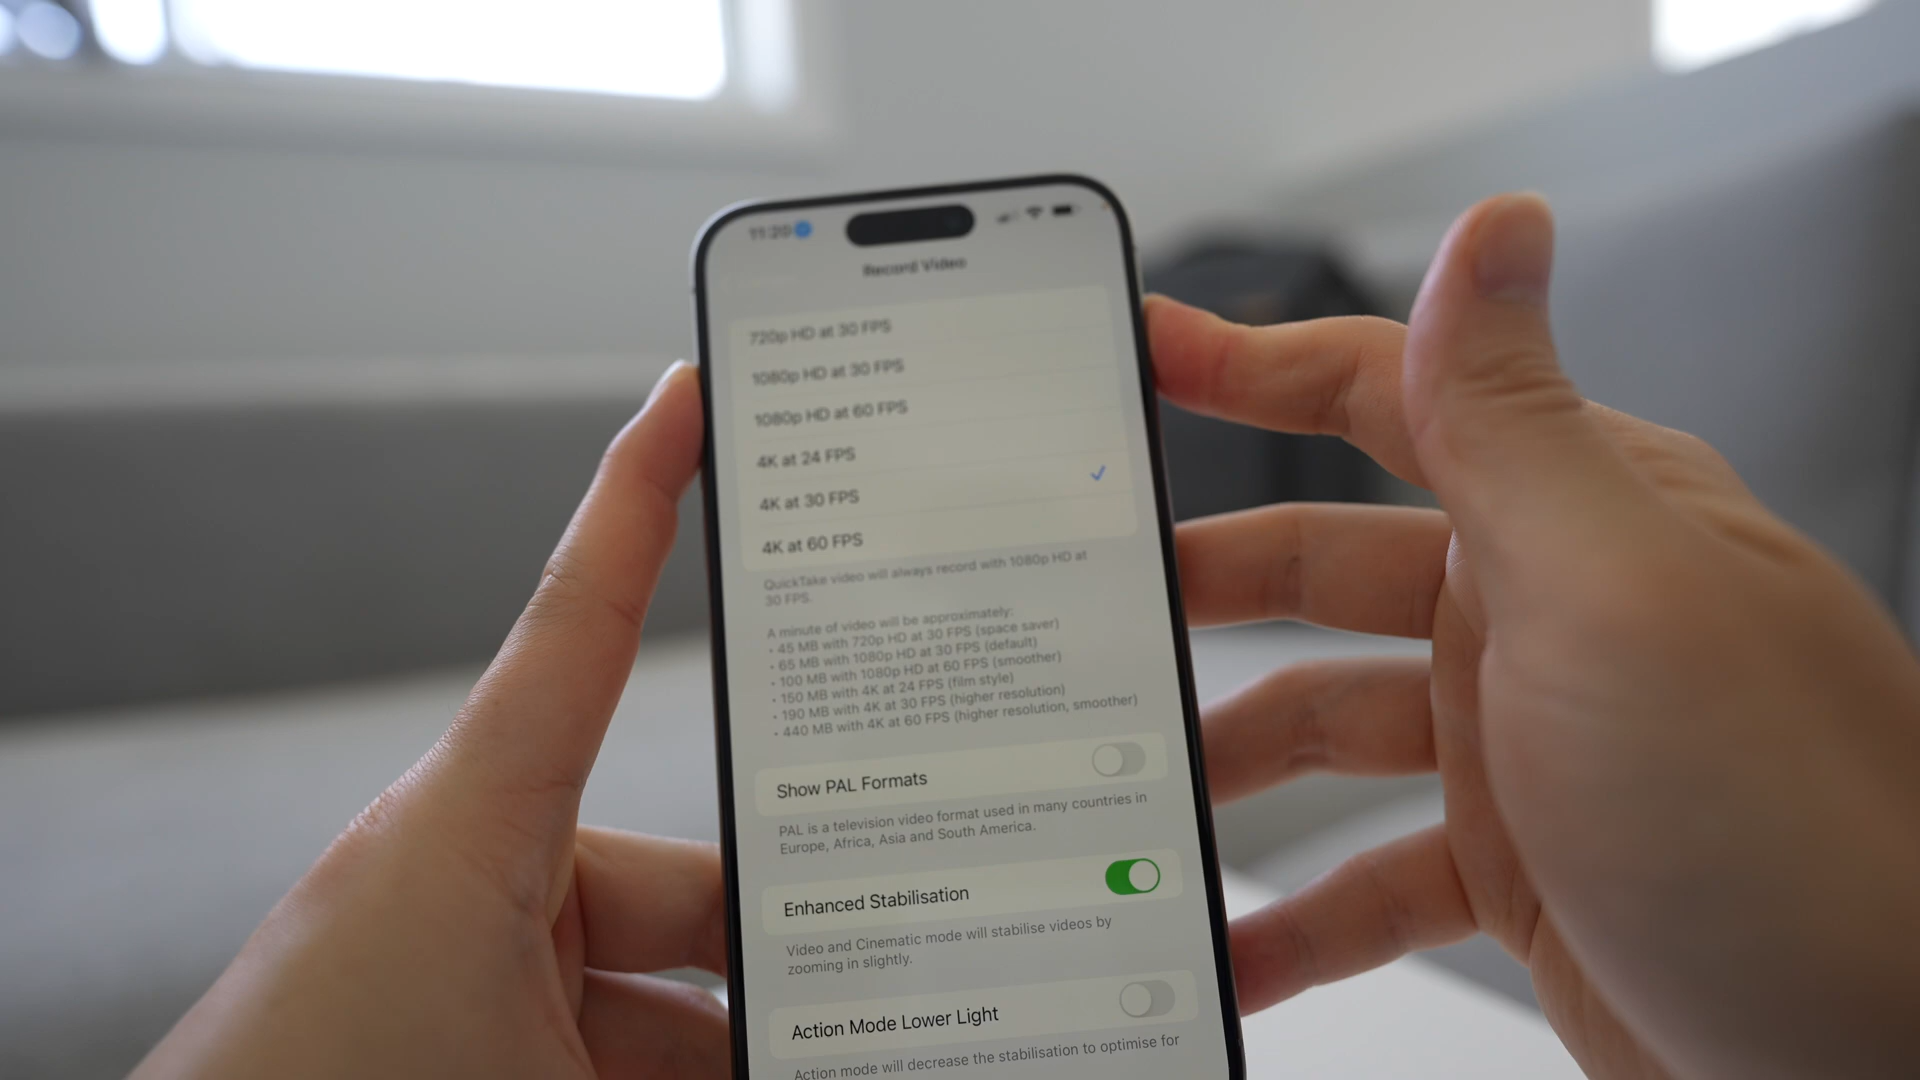 11:20
Record Video
720p HD at 30 FPS
1080p HD at 30 FPS
1080p HD at 60 FPS
4K at 24 FPS
4K at 30 FPS
4K at 60 FPS
QuickTake video will always record with 1080p HD at
30 FPS.
A minute of video will be approximately:
• 45 MB with 720p HD at 30 FPS (space saver)
• 65 MB with 1080p HD at 30 FPS (default)
• 100 MB with 1080p HD at 60 FPS (smoother)
• 150 MB with 4K at 24 FPS (film style)
• 190 MB with 4K at 30 FPS (higher resolution)
• 440 MB with 4K at 60 FPS (higher resolution, smoother)
Show PAL Formats
PAL is a television video format used in many countries in
Europe, Africa, Asia and South America.
Enhanced Stabilisation
Video and Cinematic mode will stabilise videos by
zooming in slightly.
Action Mode Lower Light
Action mode will decrease the stabilisation to optimise for